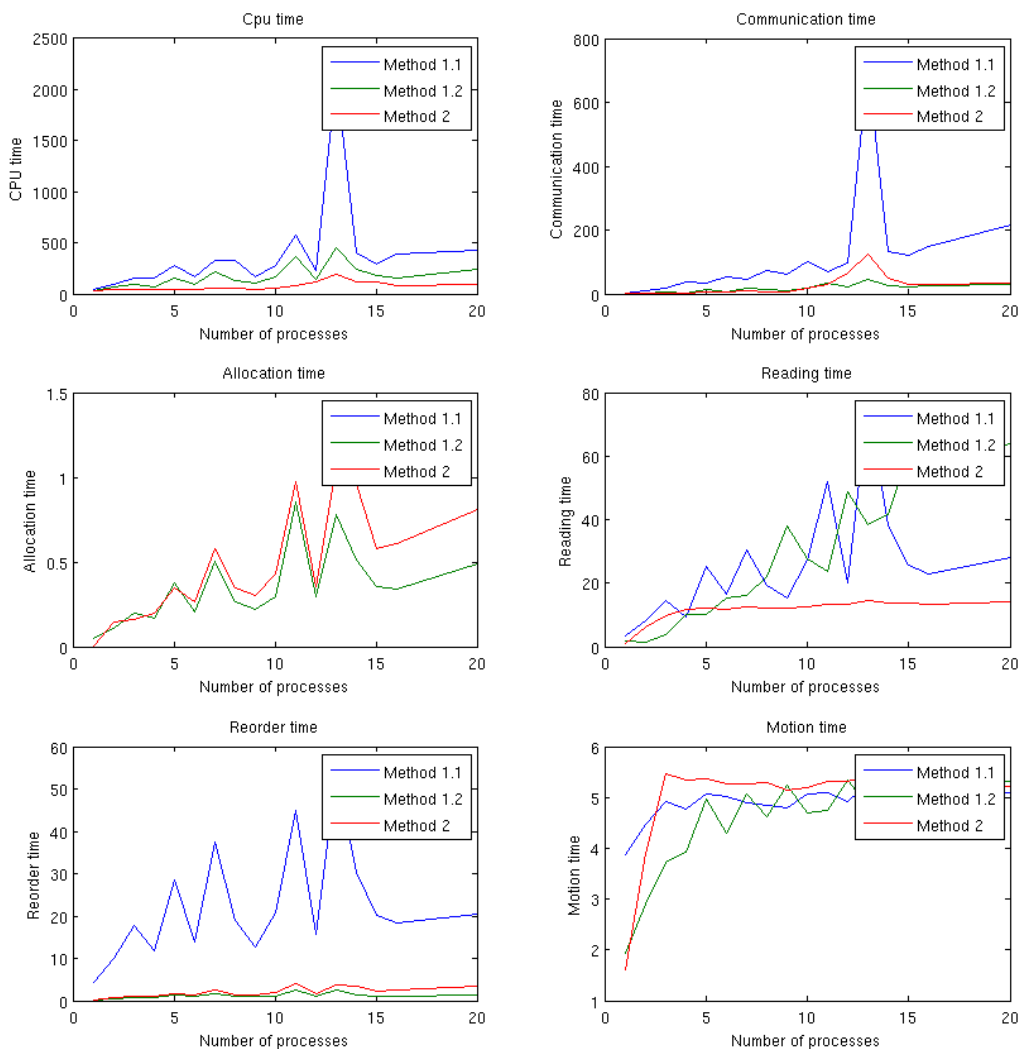 Cpu time
2500
2000
1500
1000
500
0
CPU time
Method 1.1
Method 1.2
Method 2
0 5 10 15 20
Number of processes
Communication time
800
600
400
200
0
Communication time
Method 1.1
Method 1.2
Method 2
0 5 10 15 20
Number of processes
Allocation time
1.5
1
0.5
0
Allocation time
Method 1.1
Method 1.2
Method 2
0 5 10 15 20
Number of processes
Reading time
80
60
40
20
0
Reading time
Method 1.1
Method 1.2
Method 2
0 5 10 15 20
Number of processes
Reorder time
60
50
40
30
20
10
0
Reorder time
Method 1.1
Method 1.2
Method 2
0 5 10 15 20
Number of processes
Motion time
6
5
4
3
2
1
Motion time
Method 1.1
Method 1.2
Method 2
0 5 10 15 20
Number of processes